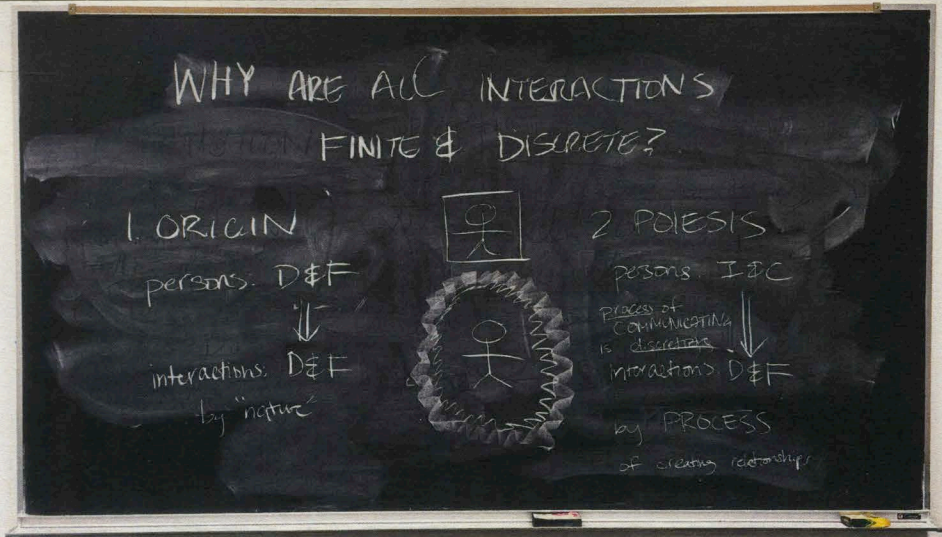 WHY ARE ALL INTERACTIONS
FINITE & DISCRETE?
1. ORIGIN
persons: D&F
interactions: D&F
by "nature"
2 POIESIS
persons: I&C
process of
COMMUNICATING
is discretizing
interactions: D&F
by PROCESS
of creating relationships